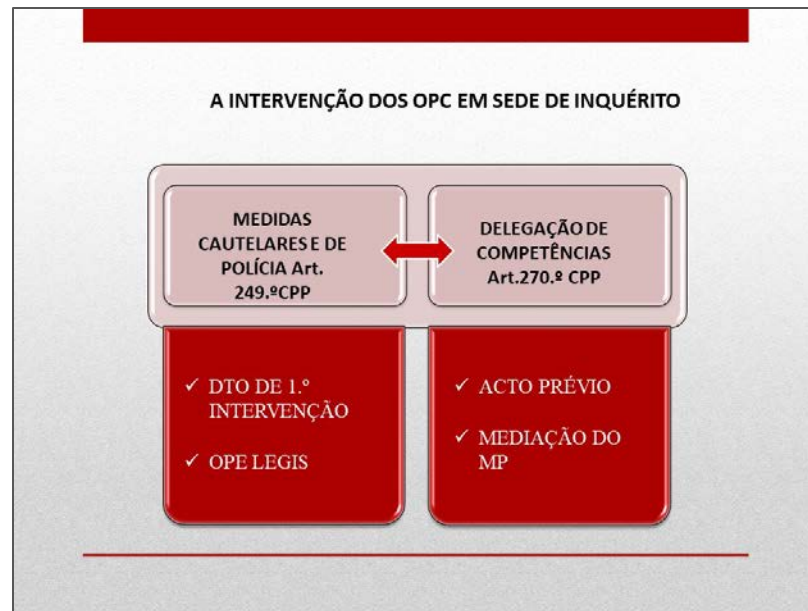 A INTERVENÇÃO DOS OPC EM SEDE DE INQUÉRITO
MEDIDAS
CAUTELARES E DE
POLÍCIA Art.
249.ºCPP
DELEGAÇÃO DE
COMPETÊNCIAS
Art.270.º CPP
✓ DTO DE 1.º
INTERVENÇÃO
✓ OPE LEGIS
✓ ACTO PRÉVIO
✓ MEDIAÇÃO DO
MP